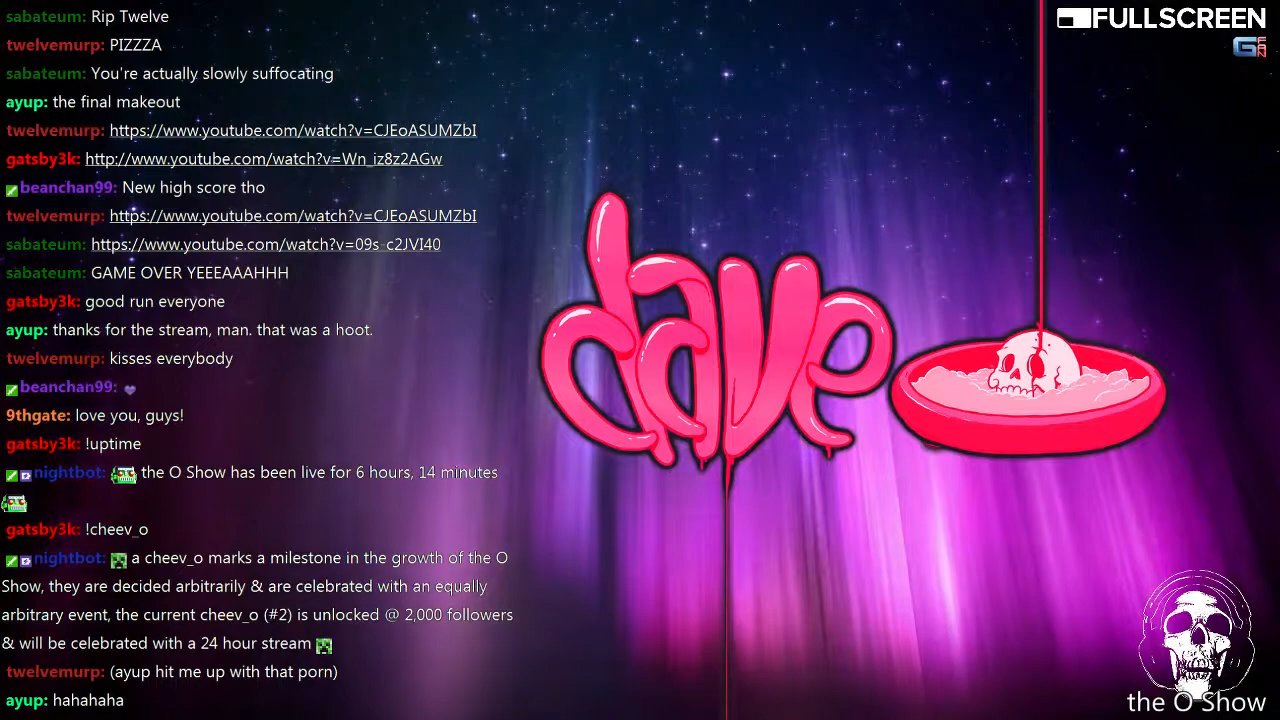 sabateum: Rip Twelve
twelvemurp: PIZZZA
sabateum: You're actually slowly suffocating
ayup: the final makeout
twelvemurp: https://www.youtube.com/watch?v=CJEoASUMZbI
gatsby3k: http://www.youtube.com/watch?v=Wn_iz8z2AGw
beanchan99: New high score tho
twelvemurp: https://www.youtube.com/watch?v=CJEoASUMZbI
sabateum: https://www.youtube.com/watch?v=09s-c2JVI40
sabateum: GAME OVER YEEEAAAHHH
gatsby3k: good run everyone
ayup: thanks for the stream, man. that was a hoot.
twelvemurp: kisses everybody
beanchan99:
9thgate: love you, guys!
gatsby3k: !uptime
nightbot: the O Show has been live for 6 hours, 14 minutes
gatsby3k: !cheev_o
nightbot: a cheev_o marks a milestone in the growth of the O
Show, they are decided arbitrarily & are celebrated with an equally
arbitrary event, the current cheev_o (#2) is unlocked @ 2,000 followers
& will be celebrated with a 24 hour stream
twelvemurp: (ayup hit me up with that porn)
ayup: hahahaha
FULLSCREEN
G FAN
dave
the O Show